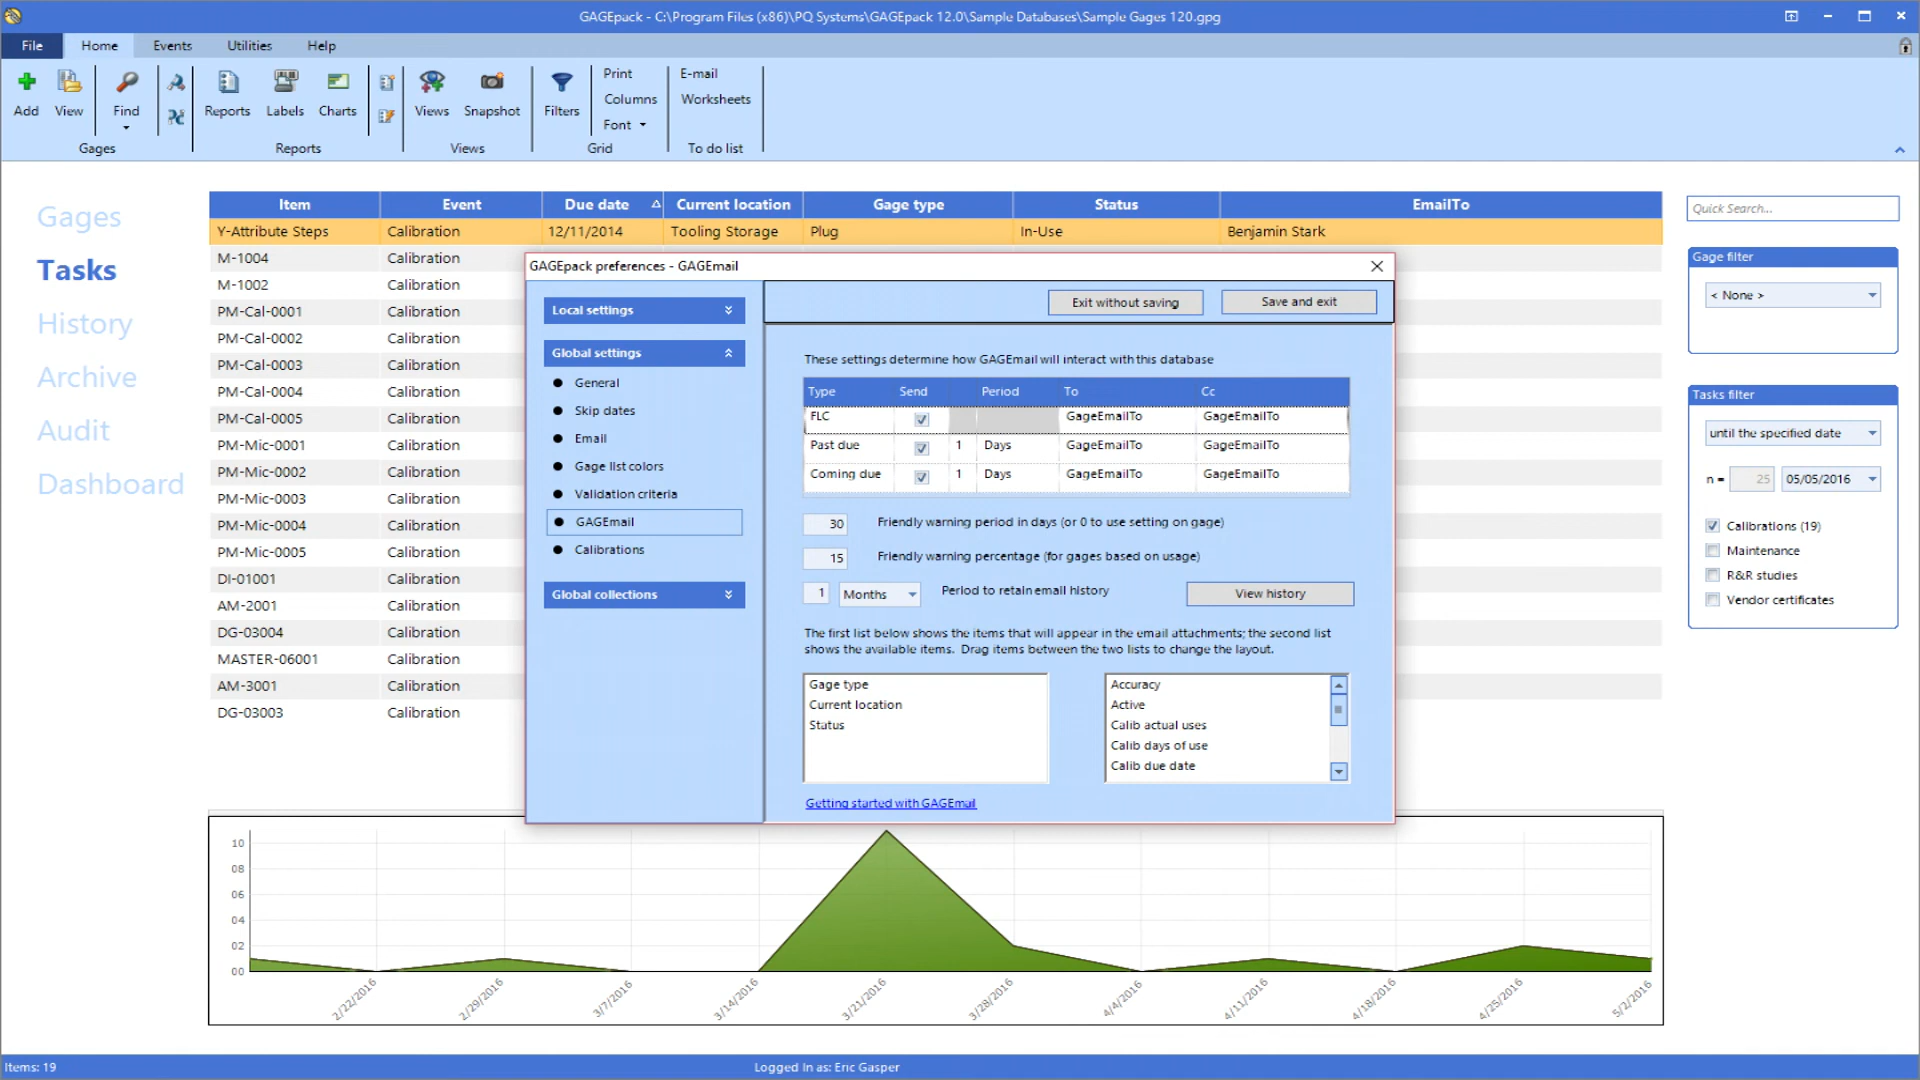 GAGEpack - C:\Program Files (x86)\PQ Systems\GAGEpack 12.0\Sample Databases\Sample Gages 120.gpg
File Home Events Utilities Help
Add View Find Reports Labels Charts Views Snapshot Filters
Print
Columns
Font
E-mail
Worksheets
Gages Reports Views Grid To do list
Gages
Tasks
History
Archive
Audit
Dashboard
Item Event Due date Current location Gage type Status EmailTo
Y-Attribute Steps Calibration 12/11/2014 Tooling Storage Plug In-Use Benjamin Stark
M-1004 Calibration
M-1002 Calibration
PM-Cal-0001 Calibration
PM-Cal-0002 Calibration
PM-Cal-0003 Calibration
PM-Cal-0004 Calibration
PM-Cal-0005 Calibration
PM-Mic-0001 Calibration
PM-Mic-0002 Calibration
PM-Mic-0003 Calibration
PM-Mic-0004 Calibration
PM-Mic-0005 Calibration
DI-01001 Calibration
AM-2001 Calibration
DG-03004 Calibration
MASTER-06001 Calibration
AM-3001 Calibration
DG-03003 Calibration
GAGEpack preferences - GAGEmail
Local settings
Global settings
General
Skip dates
Email
Gage list colors
Validation criteria
GAGEmail
Calibrations
Global collections
Exit without saving Save and exit
These settings determine how GAGEmail will interact with this database
Type Send Period To Cc
FLC GageEmailTo GageEmailTo
Past due 1 Days GageEmailTo GageEmailTo
Coming due 1 Days GageEmailTo GageEmailTo
30 Friendly warning period in days (or 0 to use setting on gage)
15 Friendly warning percentage (for gages based on usage)
1 Months Period to retain email history View history
The first list below shows the items that will appear in the email attachments; the second list
shows the available items. Drag items between the two lists to change the layout.
Gage type
Current location
Status
Accuracy
Active
Calib actual uses
Calib days of use
Calib due date
Getting started with GAGEmail
Quick Search...
Gage filter
< None >
Tasks filter
until the specified date
n = 25 05/05/2016
Calibrations (19)
Maintenance
R&R studies
Vendor certificates
10
08
06
04
02
00
2/22/2016 2/29/2016 3/7/2016 3/14/2016 3/21/2016 3/28/2016 4/4/2016 4/11/2016 4/18/2016 4/25/2016 5/2/2016
Items: 19 Logged In as: Eric Gasper